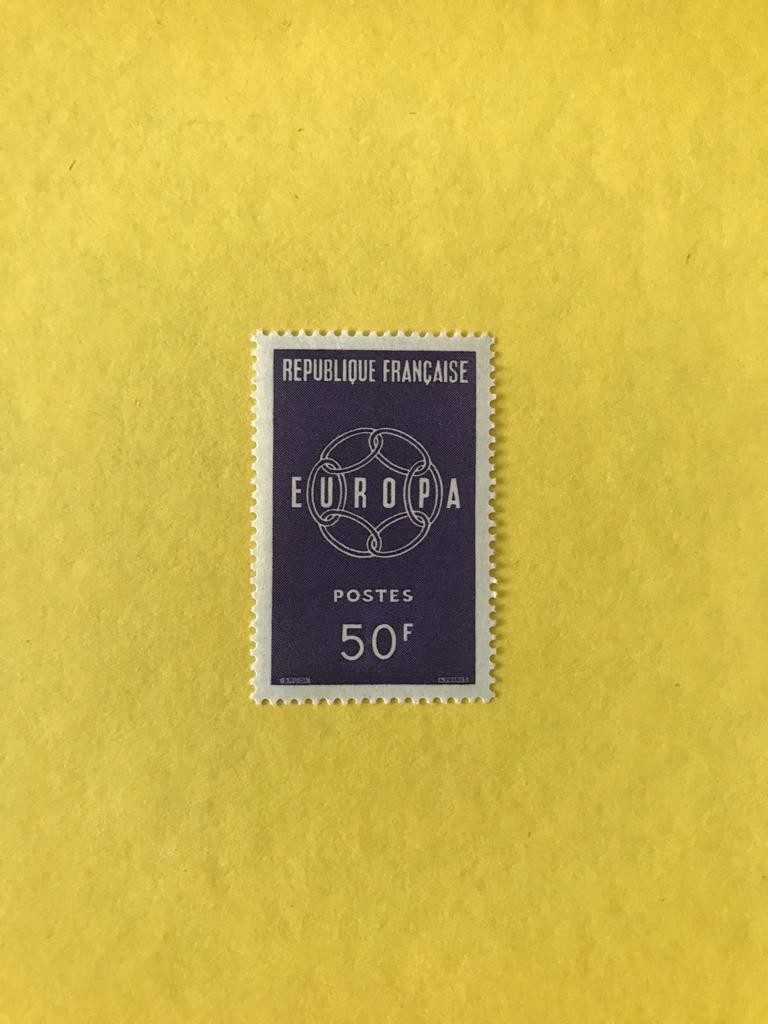 REPUBLIQUE FRANÇAISE
EUROPA
POSTES
50F